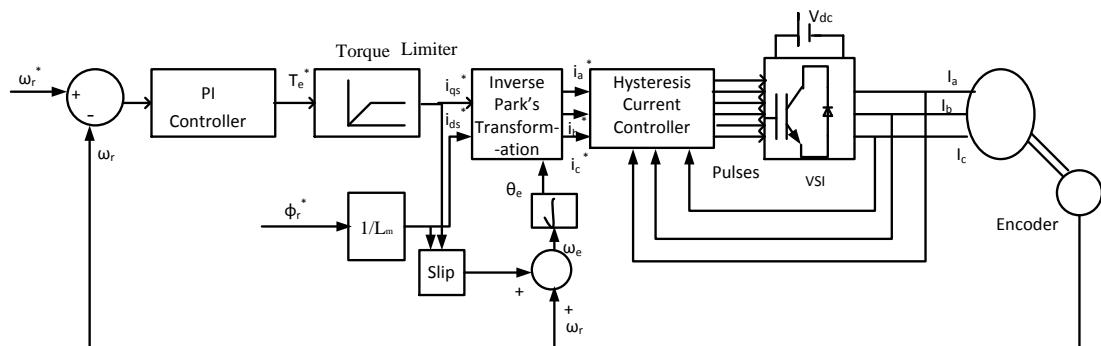 Vdc
ωr*
+
-
ωr
PI
Controller
Te*
Torque Limiter
iqs*
ids*
Inverse
Park's
Transform-
-ation
ia*
ib*
ic*
Hysteresis
Current
Controller
Pulses
VSI
Ia
Ib
Ic
Encoder
θe
∫
ωe
ϕr*
1/Lm
Slip
+
+
ωr